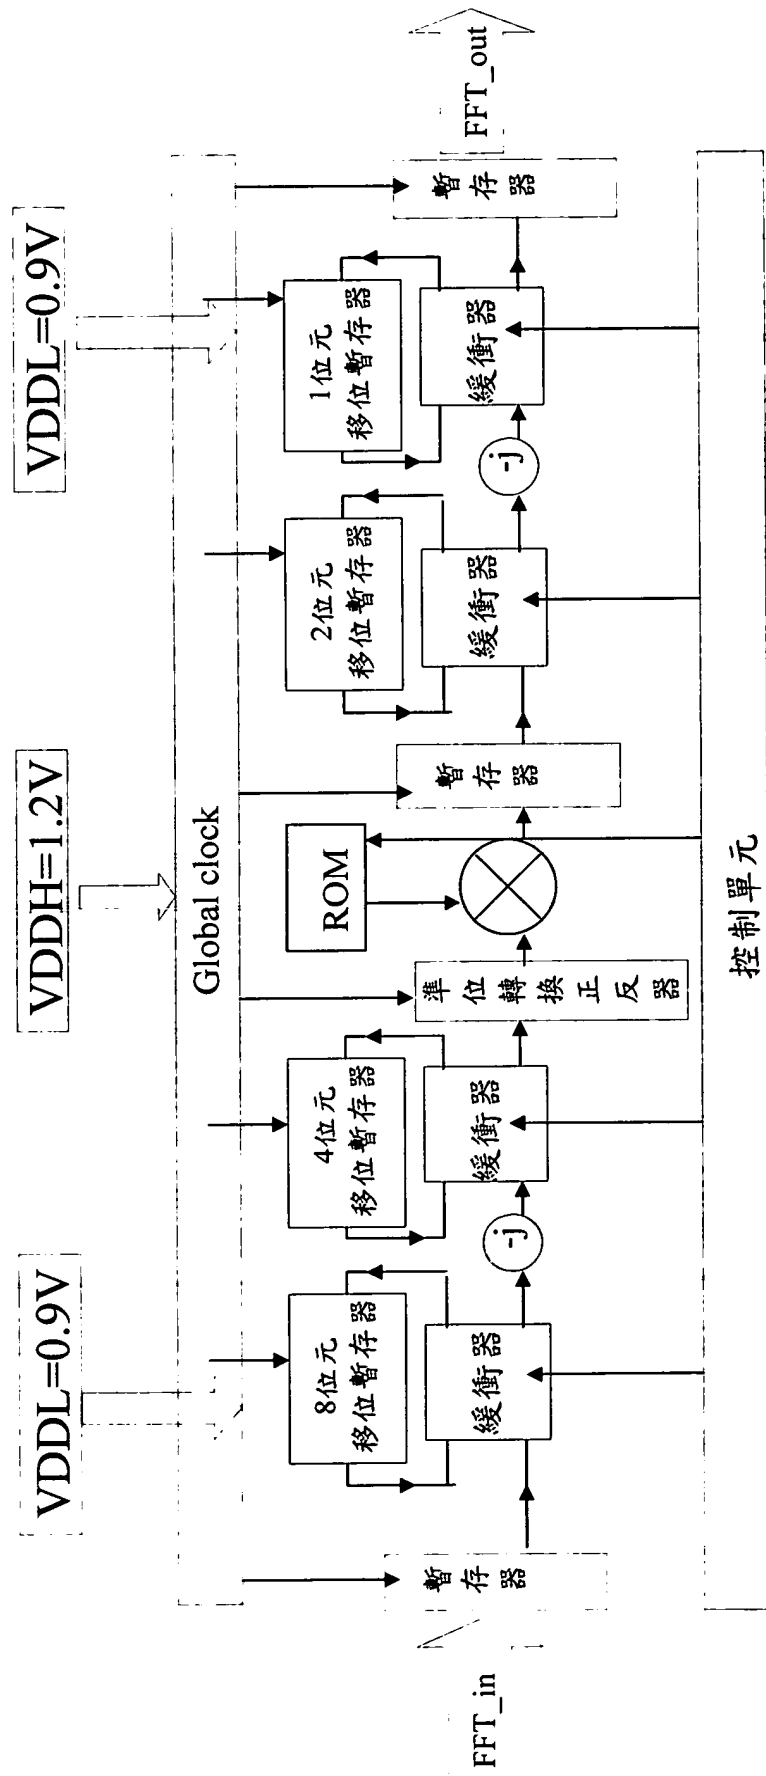 VDDL=0.9V
VDDH=1.2V
VDDL=0.9V
Global clock
8位元
移位暫存器
4位元
移位暫存器
ROM
2位元
移位暫存器
1位元
移位暫存器
FFT_in
暫存器
緩衝器
-j
緩衝器
準位轉換正反器
暫存器
緩衝器
-j
緩衝器
暫存器
FFT_out
控制單元